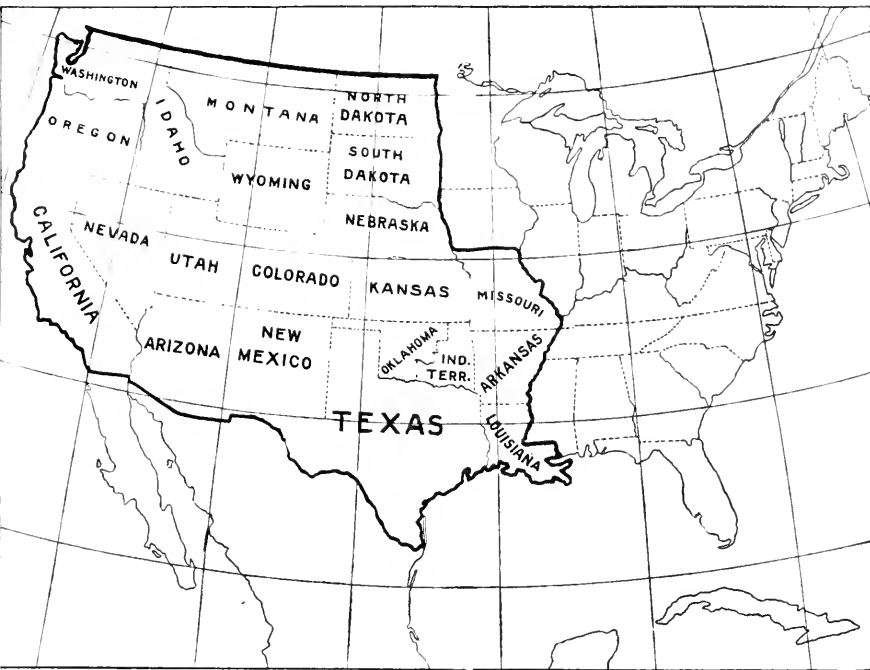 WASHINGTON
OREGON
IDAHO
MONTANA
NORTH
DAKOTA
SOUTH
DAKOTA
WYOMING
NEBRASKA
CALIFORNIA
NEVADA
UTAH
COLORADO
KANSAS
MISSOURI
ARIZONA
NEW
MEXICO
OKLAHOMA
IND.
TERR.
ARKANSAS
TEXAS
LOUISIANA